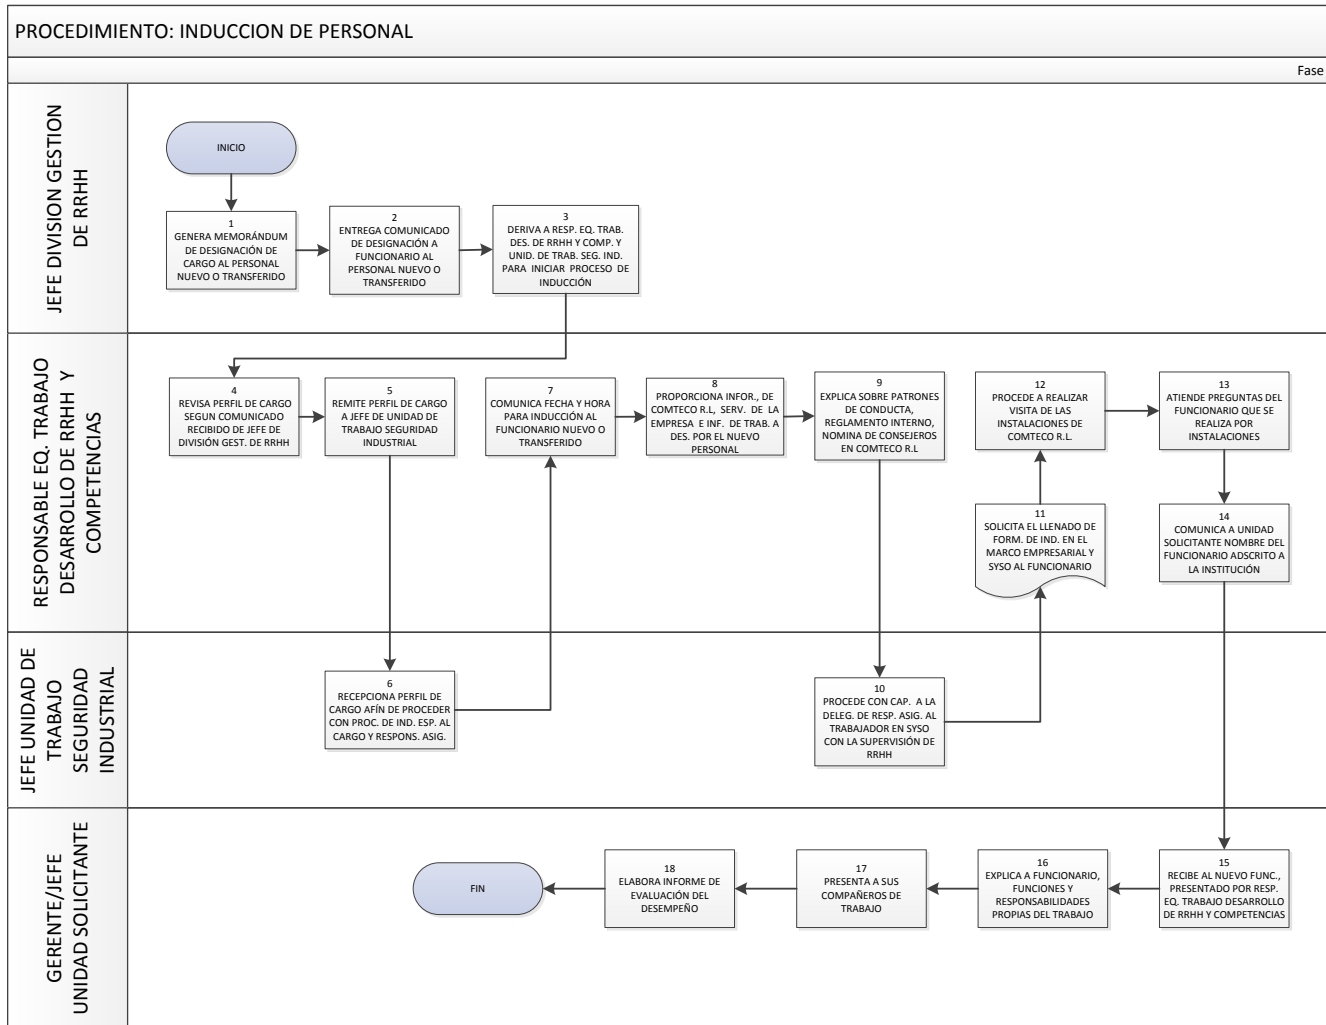 PROCEDIMIENTO: INDUCCION DE PERSONAL
Fase
JEFE DIVISION GESTION
DE RRHH
INICIO
1
GENERA MEMORÁNDUM
DE DESIGNACIÓN DE
CARGO AL PERSONAL
NUEVO O TRANSFERIDO
2
ENTREGA COMUNICADO
DE DESIGNACIÓN A
FUNCIONARIO AL
PERSONAL NUEVO O
TRANSFERIDO
3
DERIVA A RESP. EQ. TRAB.
DES. DE RRHH Y COMP. Y
UNID. DE TRAB. SEG. IND.
PARA INICIAR PROCESO DE
INDUCCIÓN
RESPONSABLE EQ. TRABAJO
DESARROLLO DE RRHH Y
COMPETENCIAS
4
REVISA PERFIL DE CARGO
SEGUN COMUNICADO
RECIBIDO DE JEFE DE
DIVISIÓN GEST. DE RRHH
5
REMITE PERFIL DE CARGO
A JEFE DE UNIDAD DE
TRABAJO SEGURIDAD
INDUSTRIAL
7
COMUNICA FECHA Y HORA
PARA INDUCCIÓN AL
FUNCIONARIO NUEVO O
TRANSFERIDO
8
PROPORCIONA INFOR., DE
COMTECO R.L, SERV. DE LA
EMPRESA E INF. DE TRAB. A
DES. POR EL NUEVO
PERSONAL
9
EXPLICA SOBRE PATRONES
DE CONDUCTA,
REGLAMENTO INTERNO,
NOMINA DE CONSEJEROS
EN COMTECO R.L
12
PROCEDE A REALIZAR
VISITA DE LAS
INSTALACIONES DE
COMTECO R.L.
13
ATIENDE PREGUNTAS DEL
FUNCIONARIO QUE SE
REALIZA POR
INSTALACIONES
11
SOLICITA EL LLENADO DE
FORM. DE IND. EN EL
MARCO EMPRESARIAL Y
SYSO AL FUNCIONARIO
14
COMUNICA A UNIDAD
SOLICITANTE NOMBRE DEL
FUNCIONARIO ADSCRITO A
LA INSTITUCIÓN
JEFE UNIDAD DE
TRABAJO
SEGURIDAD
INDUSTRIAL
6
RECEPCIONA PERFIL DE
CARGO AFÍN DE PROCEDER
CON PROC. DE IND. ESP. AL
CARGO Y RESPONS. ASIG.
10
PROCEDE CON CAP. A LA
DELEG. DE RESP. ASIG. AL
TRABAJADOR EN SYSO
CON LA SUPERVISIÓN DE
RRHH
GERENTE/JEFE
UNIDAD SOLICITANTE
FIN
18
ELABORA INFORME DE
EVALUACIÓN DEL
DESEMPEÑO
17
PRESENTA A SUS
COMPAÑEROS DE
TRABAJO
16
EXPLICA A FUNCIONARIO,
FUNCIONES Y
RESPONSABILIDADES
PROPIAS DEL TRABAJO
15
RECIBE AL NUEVO FUNC.,
PRESENTADO POR RESP.
EQ. TRABAJO DESARROLLO
DE RRHH Y COMPETENCIAS